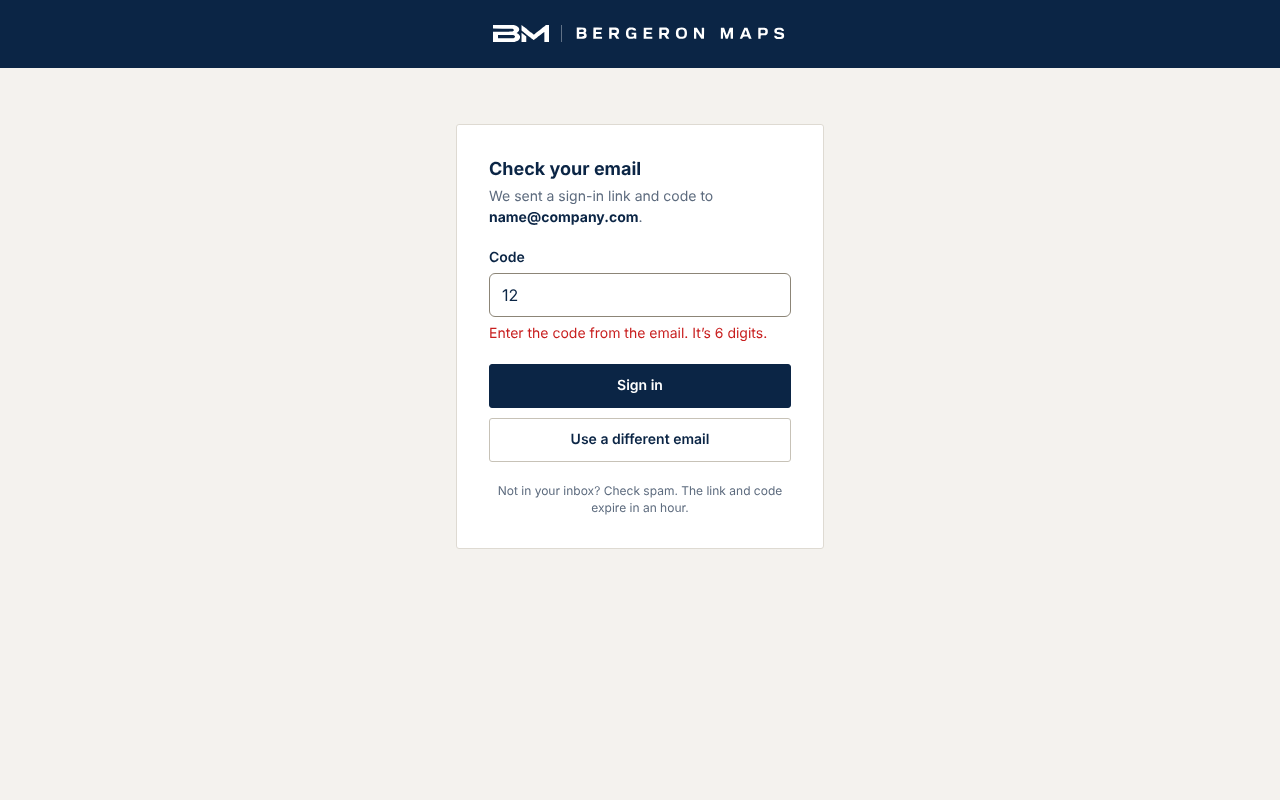 BM | BERGERON MAPS
Check your email
We sent a sign-in link and code to
name@company.com.
Code
12
Enter the code from the email. It’s 6 digits.
Sign in
Use a different email
Not in your inbox? Check spam. The link and code
expire in an hour.